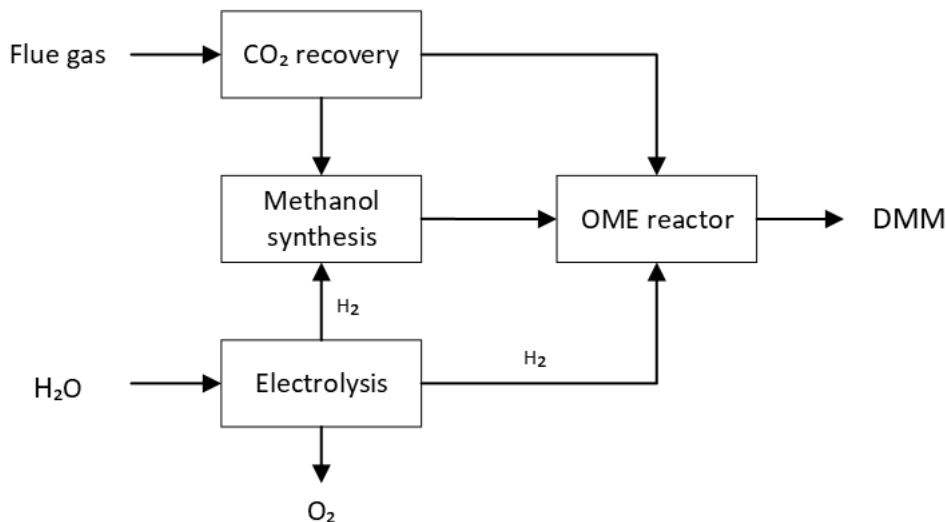 Flue gas
CO₂ recovery
Methanol
synthesis
OME reactor
DMM
H₂
H₂
H₂O
Electrolysis
O₂